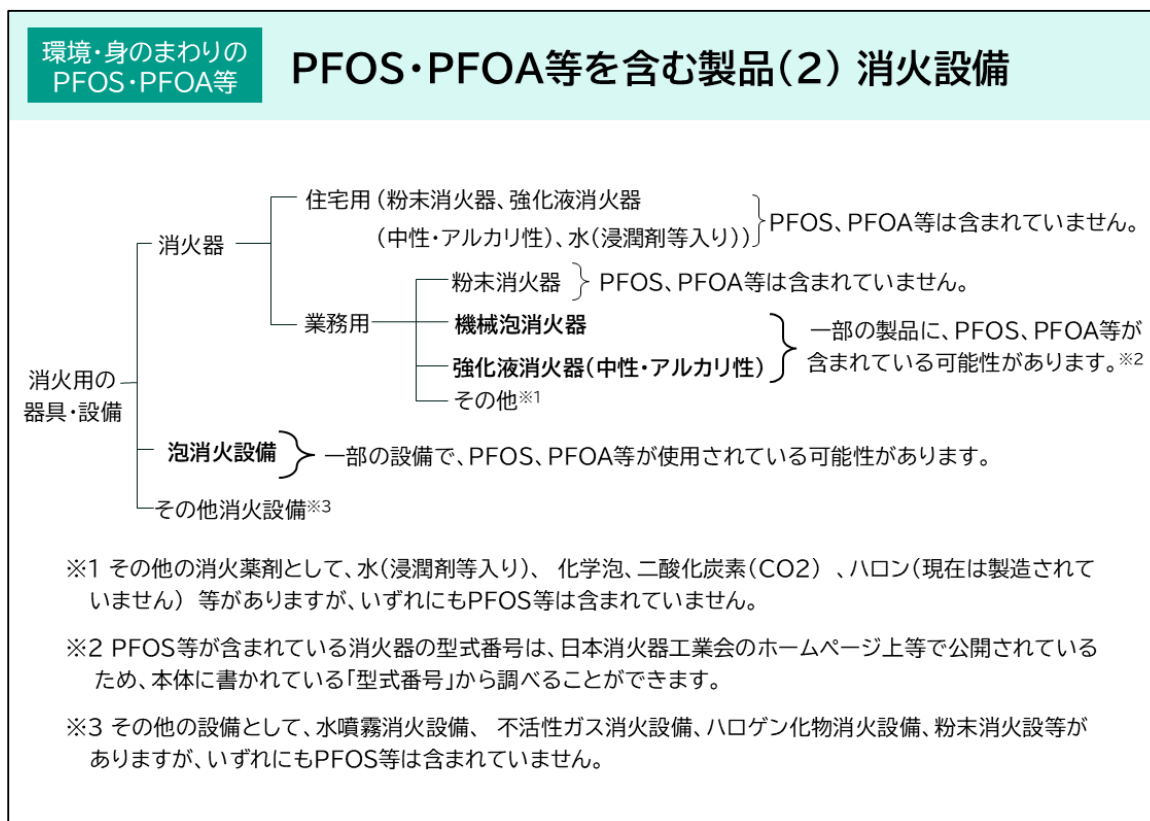 環境・身のまわりの
PFOS・PFOA等
PFOS・PFOA等を含む製品(2) 消火設備
消火用の
器具・設備
消火器
住宅用(粉末消火器、強化液消火器
(中性・アルカリ性)、水(浸潤剤等入り))
PFOS、PFOA等は含まれていません。
業務用
粉末消火器
PFOS、PFOA等は含まれていません。
機械泡消火器
強化液消火器(中性・アルカリ性)
一部の製品に、PFOS、PFOA等が
含まれている可能性があります。※2
その他※1
泡消火設備
一部の設備で、PFOS、PFOA等が使用されている可能性があります。
その他消火設備※3
※1 その他の消火薬剤として、水(浸潤剤等入り)、 化学泡、二酸化炭素(CO2) 、ハロン(現在は製造されて
いません) 等がありますが、いずれにもPFOS等は含まれていません。
※2 PFOS等が含まれている消火器の型式番号は、日本消火器工業会のホームページ上等で公開されている
ため、本体に書かれている「型式番号」から調べることができます。
※3 その他の設備として、水噴霧消火設備、 不活性ガス消火設備、ハロゲン化物消火設備、粉末消火設等が
ありますが、いずれにもPFOS等は含まれていません。